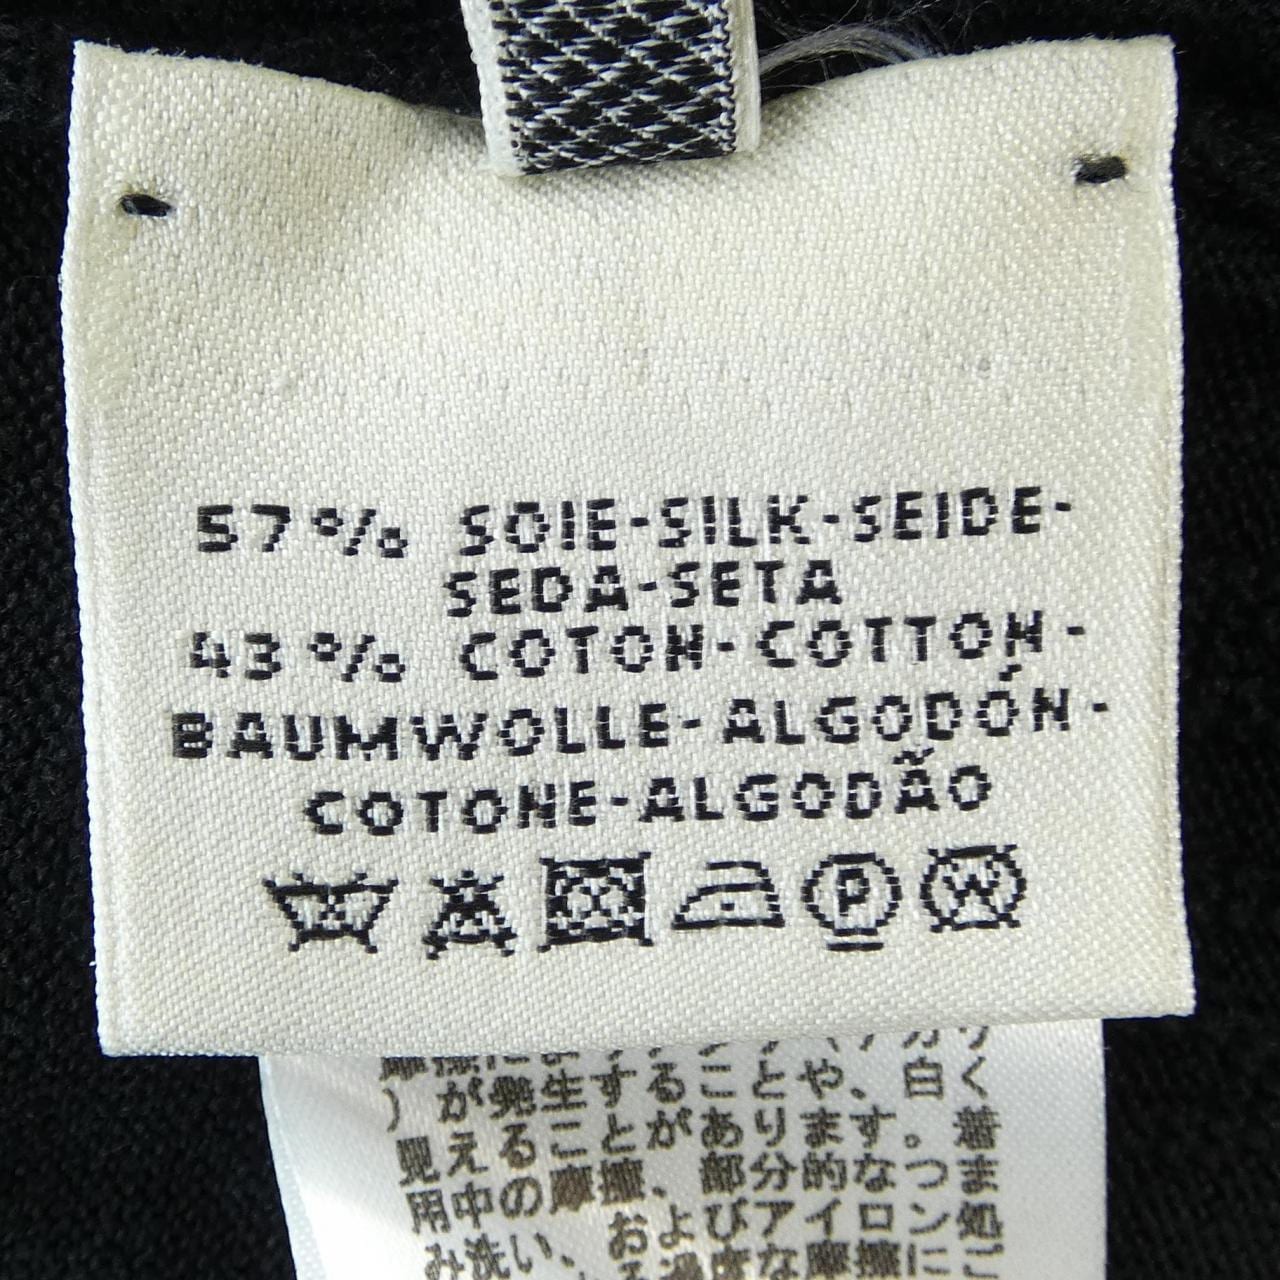 57% SOIE-SILK-SEIDE-
SEDA-SETA
43% COTON-COTTON-
BAUMWOLLE-ALGODÓN-
COTONE-ALGODÃO
P
W
)が発生することや、白く
見えることがあります。着
用中の摩擦、部分的なつま
み洗い、およびアイロン処